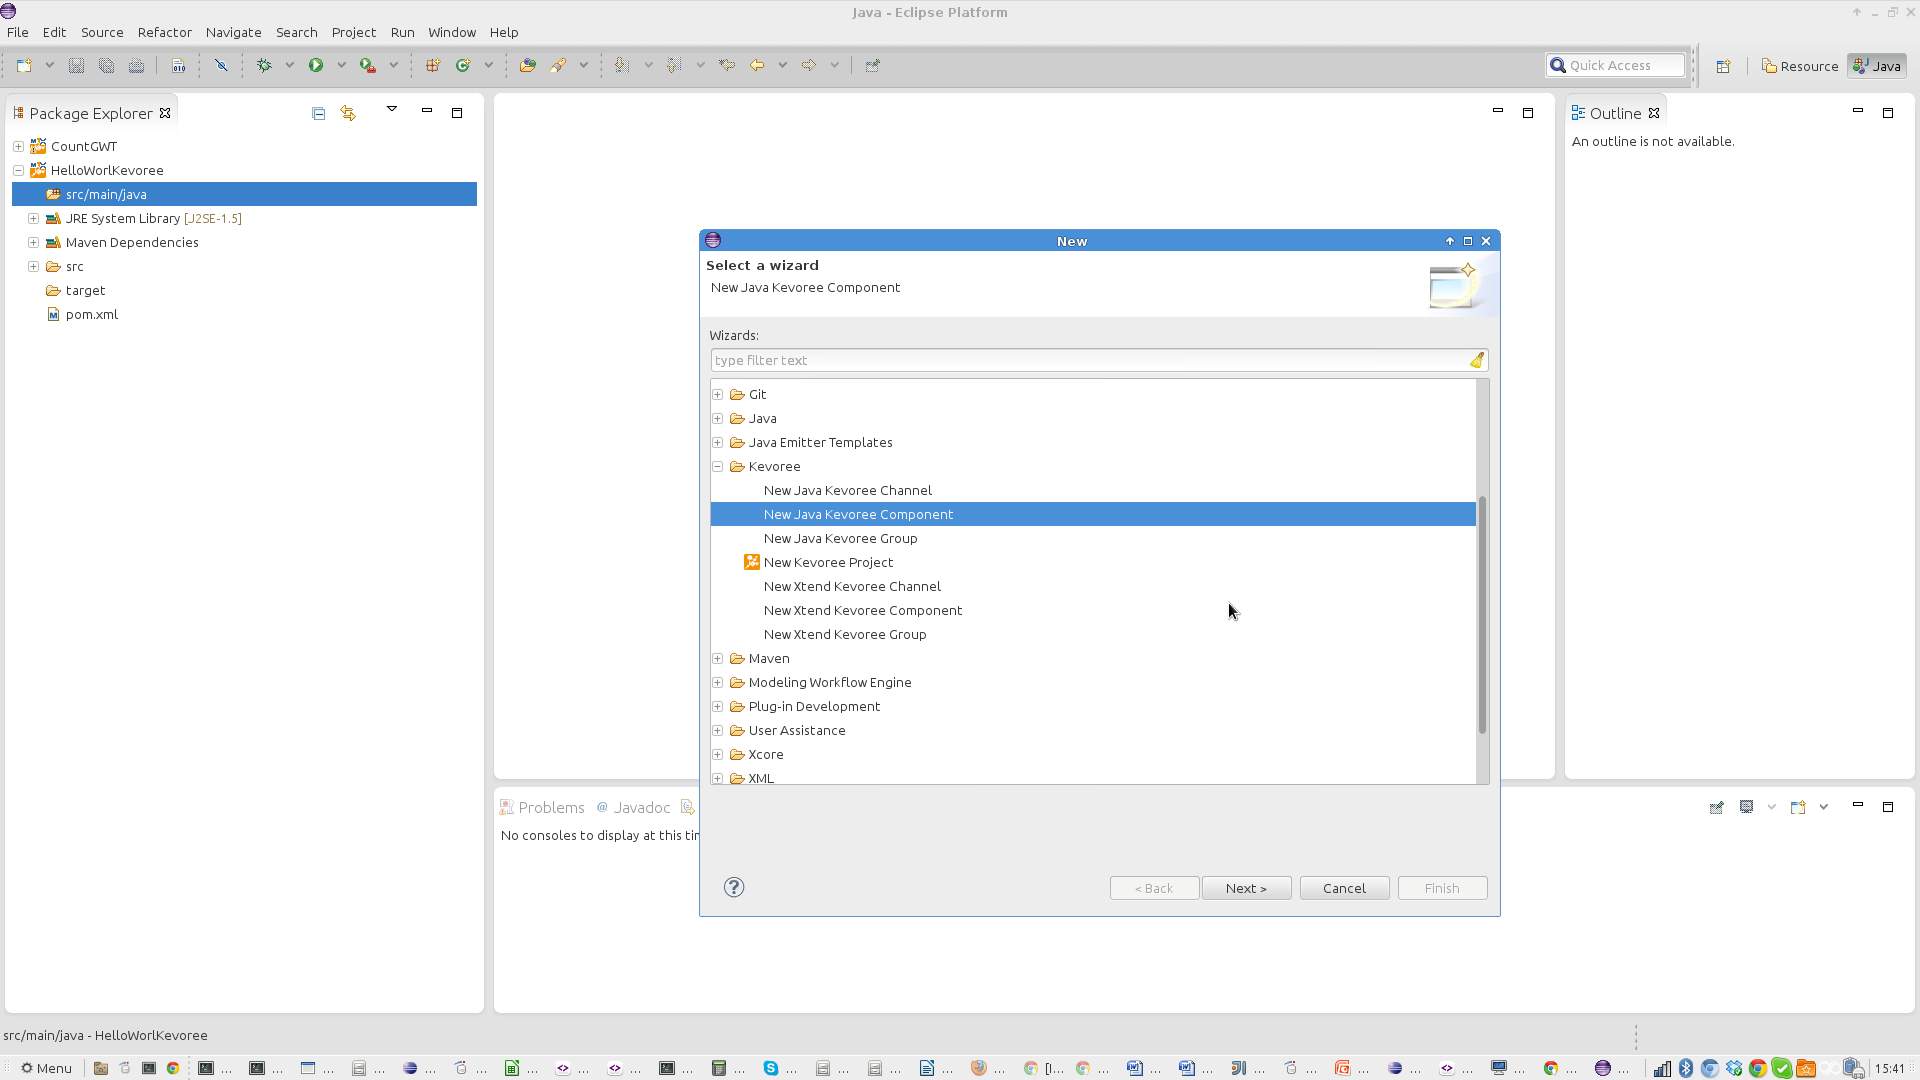 Java - Eclipse Platform
File Edit Source Refactor Navigate Search Project Run Window Help
Quick Access
Resource
Java
Package Explorer
CountGWT
HelloWorlKevoree
src/main/java
JRE System Library [J2SE-1.5]
Maven Dependencies
src
target
pom.xml
Outline
An outline is not available.
New
Select a wizard
New Java Kevoree Component
Wizards:
type filter text
Git
Java
Java Emitter Templates
Kevoree
New Java Kevoree Channel
New Java Kevoree Component
New Java Kevoree Group
New Kevoree Project
New Xtend Kevoree Channel
New Xtend Kevoree Component
New Xtend Kevoree Group
Maven
Modeling Workflow Engine
Plug-in Development
User Assistance
Xcore
XML
< Back Next > Cancel Finish
Problems @ Javadoc
No consoles to display at this
src/main/java - HelloWorlKevoree
Menu
15:41